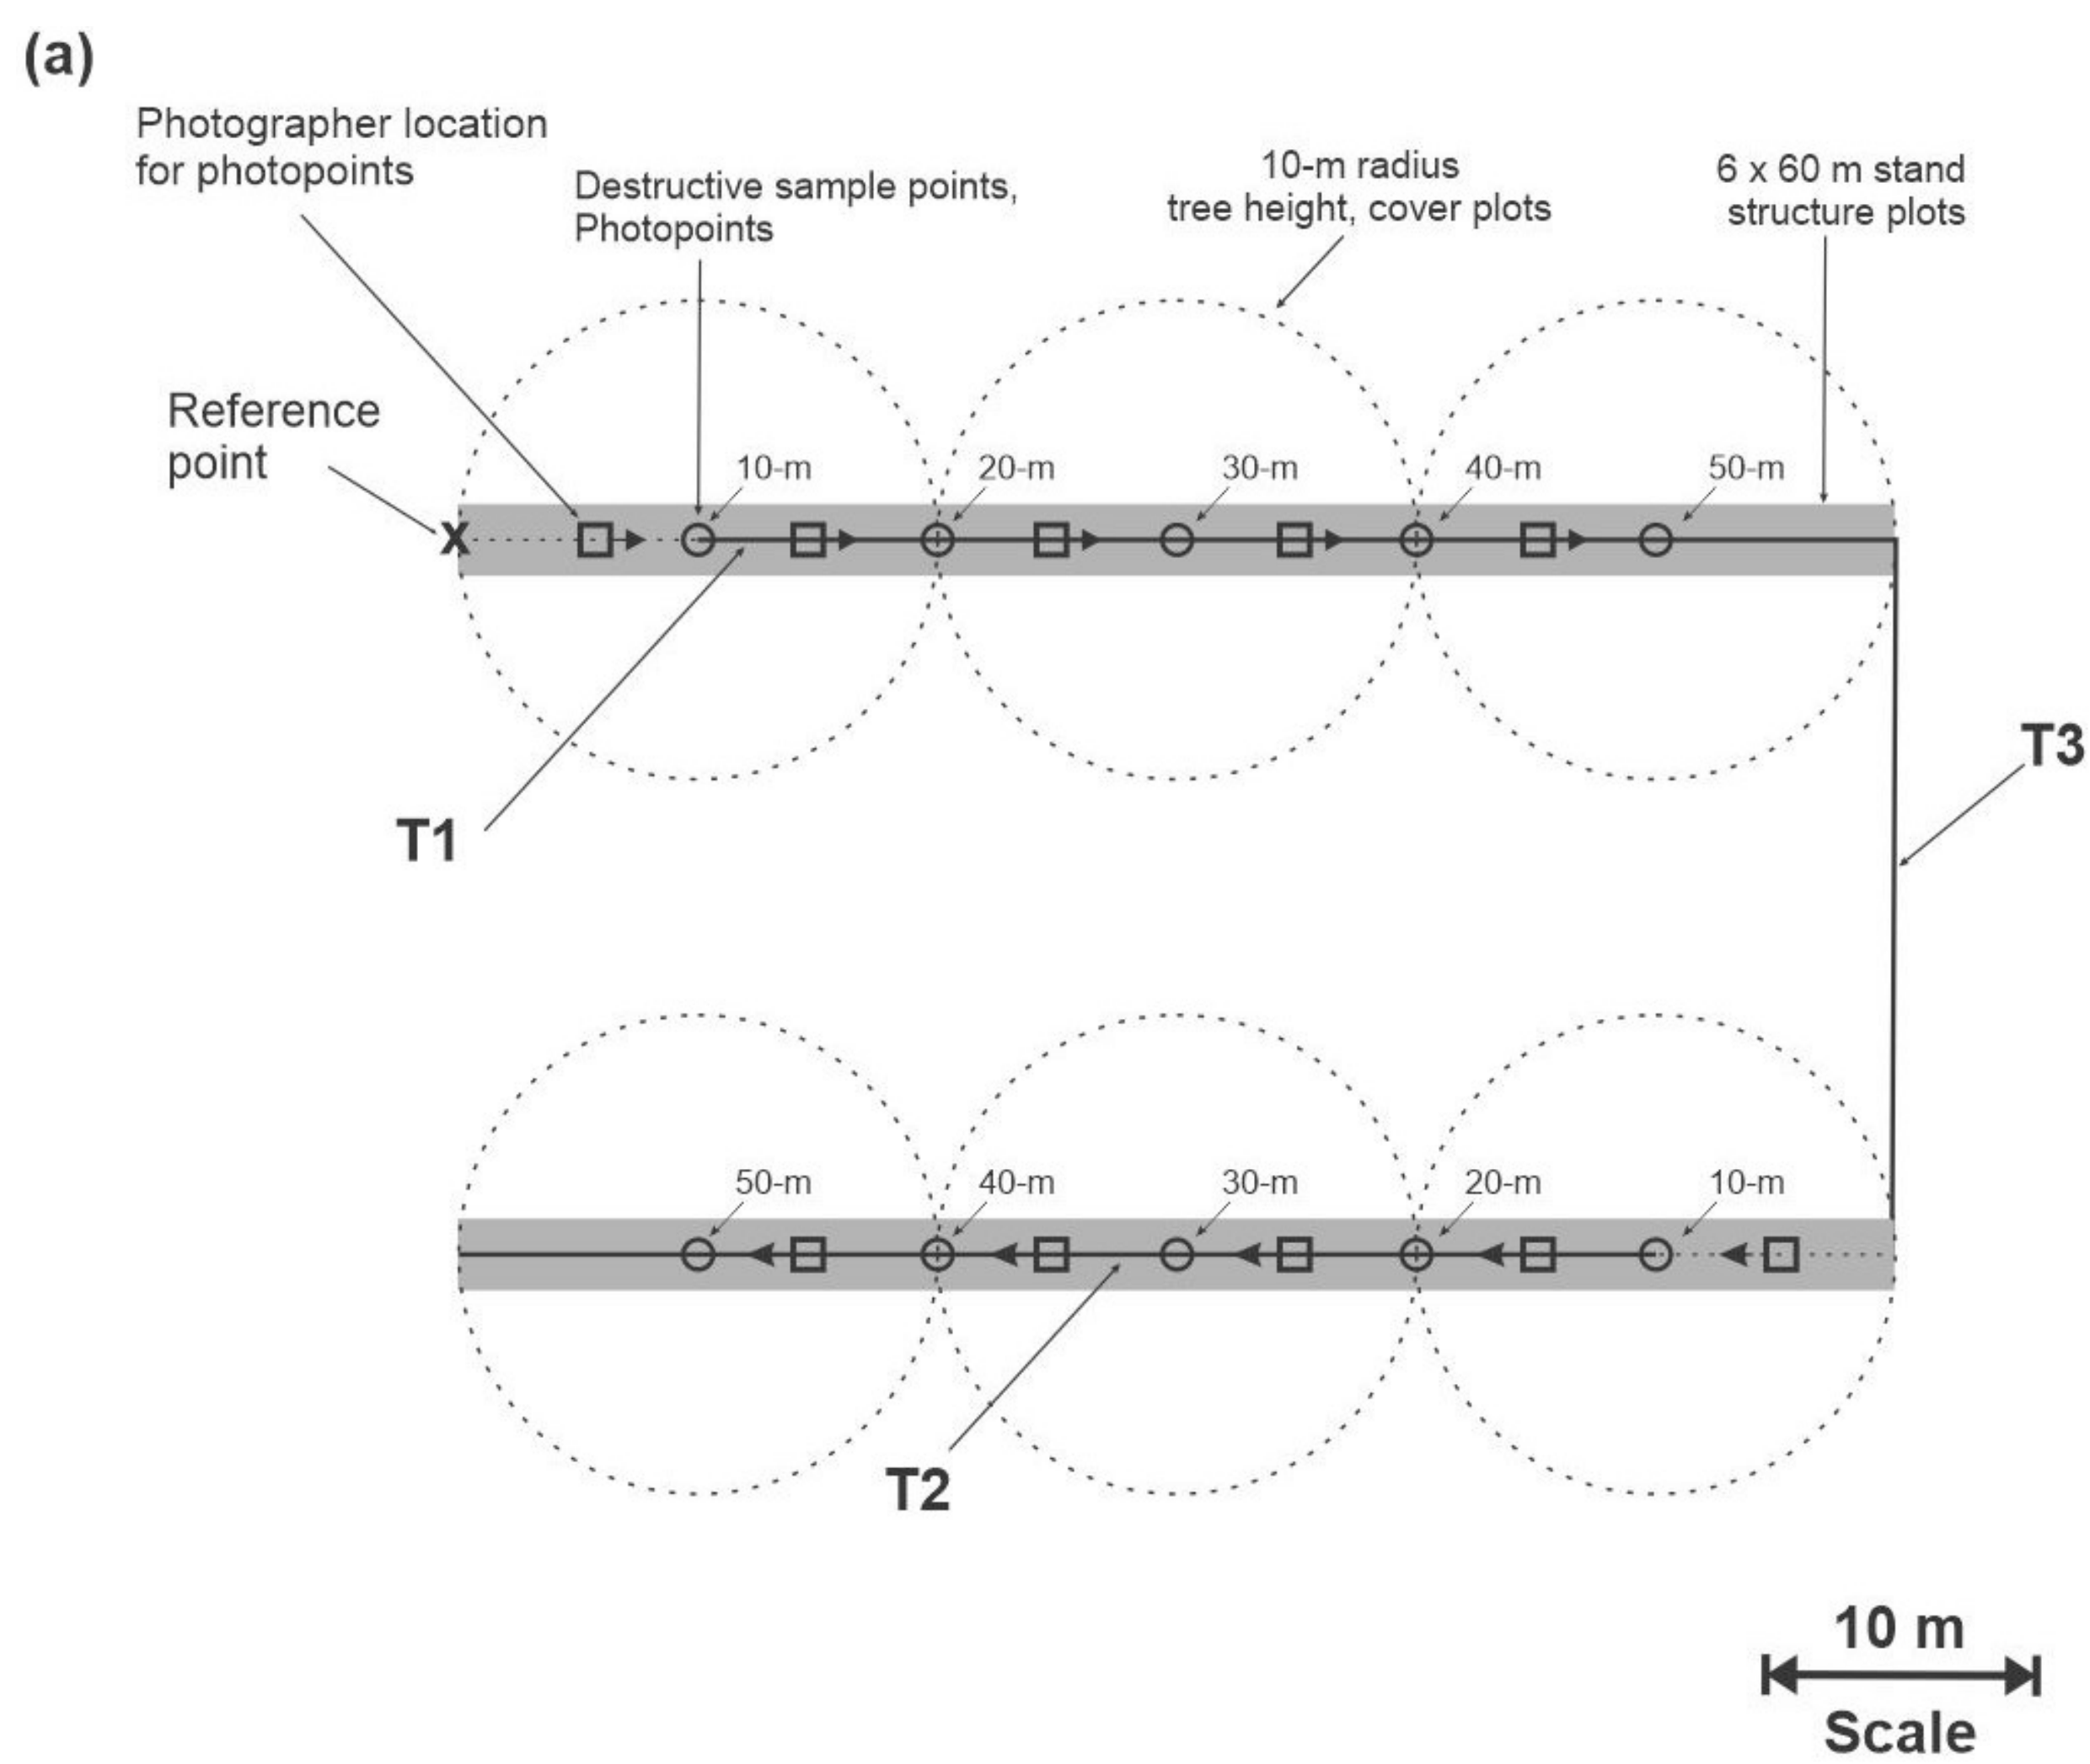 (a)
Photographer location
for photopoints
Destructive sample points,
Photopoints
10-m radius
tree height, cover plots
6 x 60 m stand
structure plots
Reference
point
X
10-m
20-m
30-m
40-m
50-m
T1
T3
50-m
40-m
30-m
20-m
10-m
T2
10 m
Scale